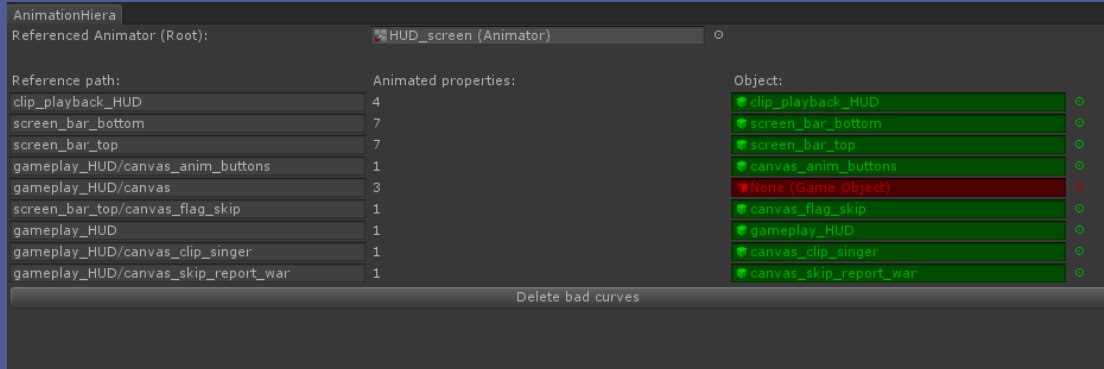 AnimationHiera
Referenced Animator (Root): HUD_screen (Animator)
Reference path: Animated properties: Object:
clip_playback_HUD 4 clip_playback_HUD
screen_bar_bottom 7 screen_bar_bottom
screen_bar_top 7 screen_bar_top
gameplay_HUD/canvas_anim_buttons 1 canvas_anim_buttons
gameplay_HUD/canvas 3 None (Game Object)
screen_bar_top/canvas_flag_skip 1 canvas_flag_skip
gameplay_HUD 1 gameplay_HUD
gameplay_HUD/canvas_clip_singer 1 canvas_clip_singer
gameplay_HUD/canvas_skip_report_war 1 canvas_skip_report_war
Delete bad curves